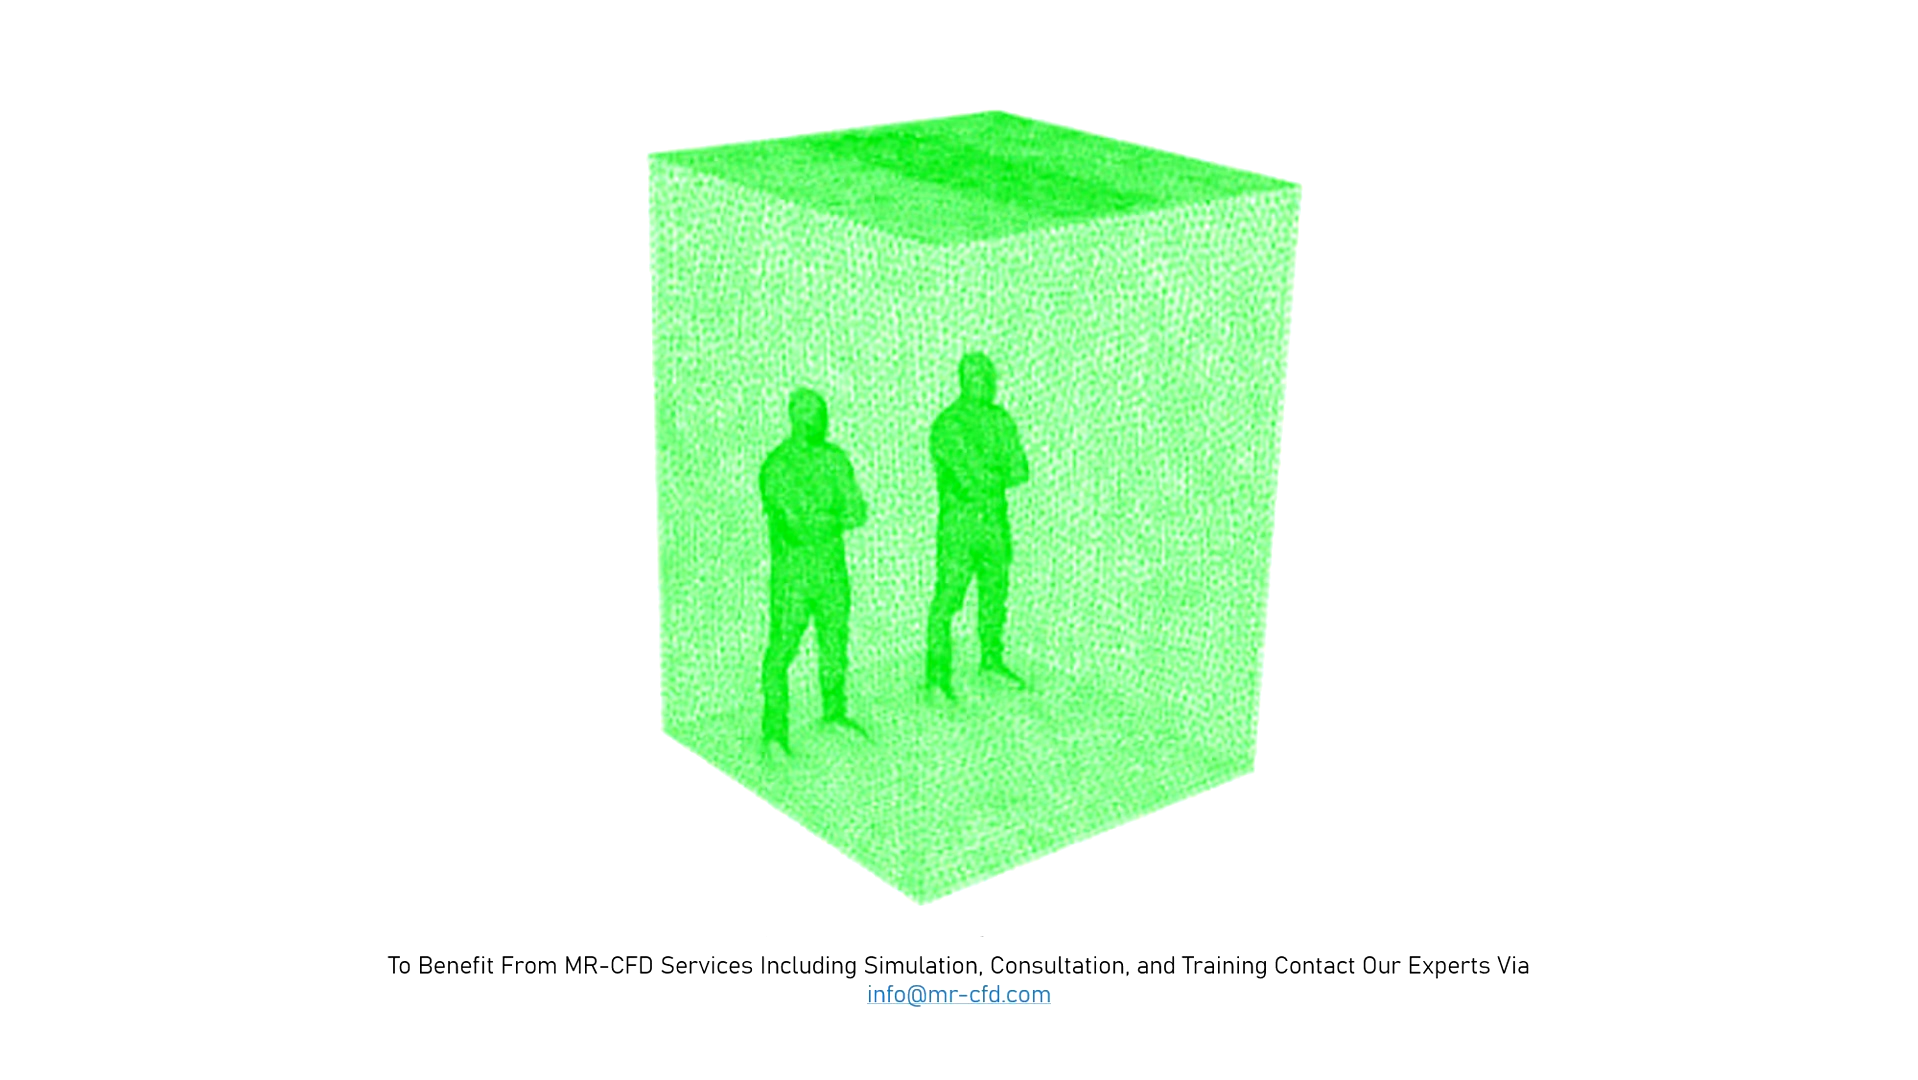 To Benefit From MR-CFD Services Including Simulation, Consultation, and Training Contact Our Experts Via
info@mr-cfd.com